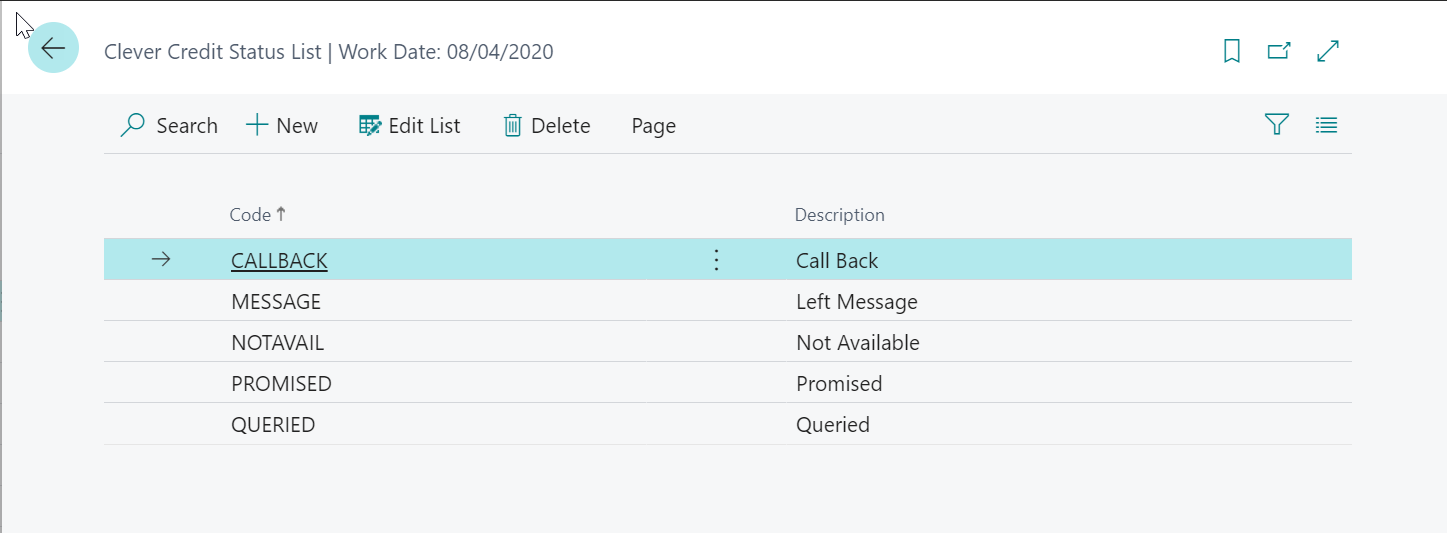 Clever Credit Status List | Work Date: 08/04/2020
Search New Edit List Delete Page
Code Description
CALLBACK Call Back
MESSAGE Left Message
NOTAVAIL Not Available
PROMISED Promised
QUERIED Queried